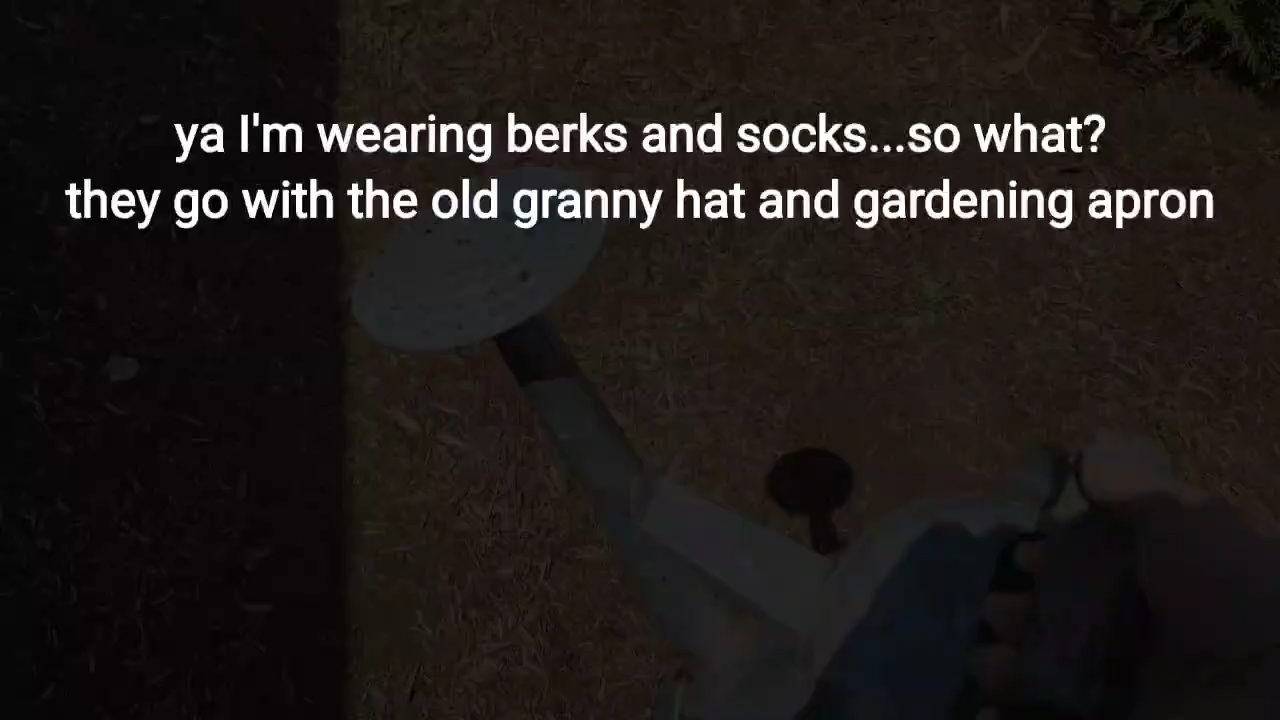 ya I'm wearing berks and socks...so what?
they go with the old granny hat and gardening apron